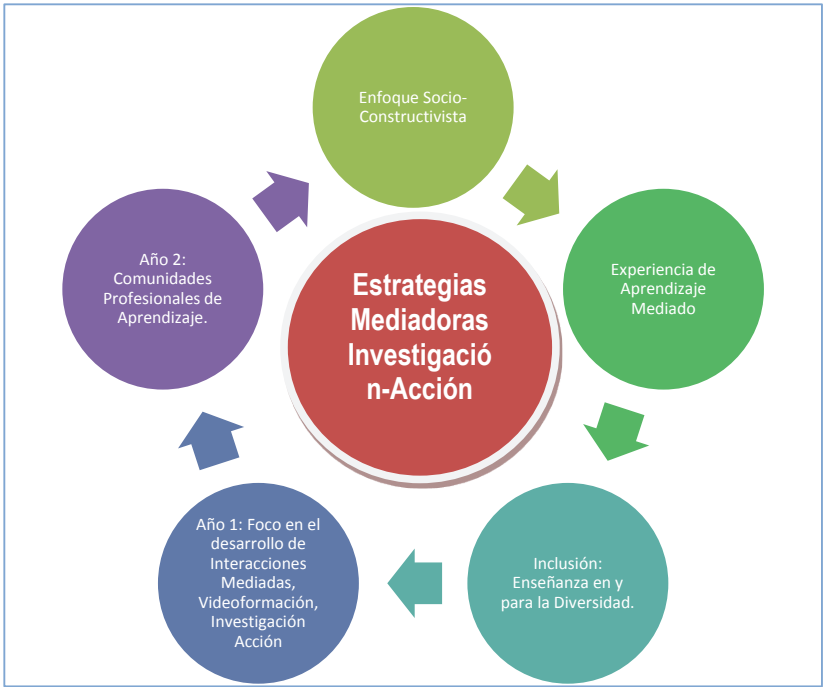 Enfoque Socio-
Constructivista
Experiencia de
Aprendizaje
Mediado
Inclusión:
Enseñanza en y
para la Diversidad.
Año 1: Foco en el
desarrollo de
Interacciones
Mediadas,
Videoformación,
Investigación
Acción
Año 2:
Comunidades
Profesionales de
Aprendizaje.
Estrategias
Mediadoras
Investigació
n-Acción